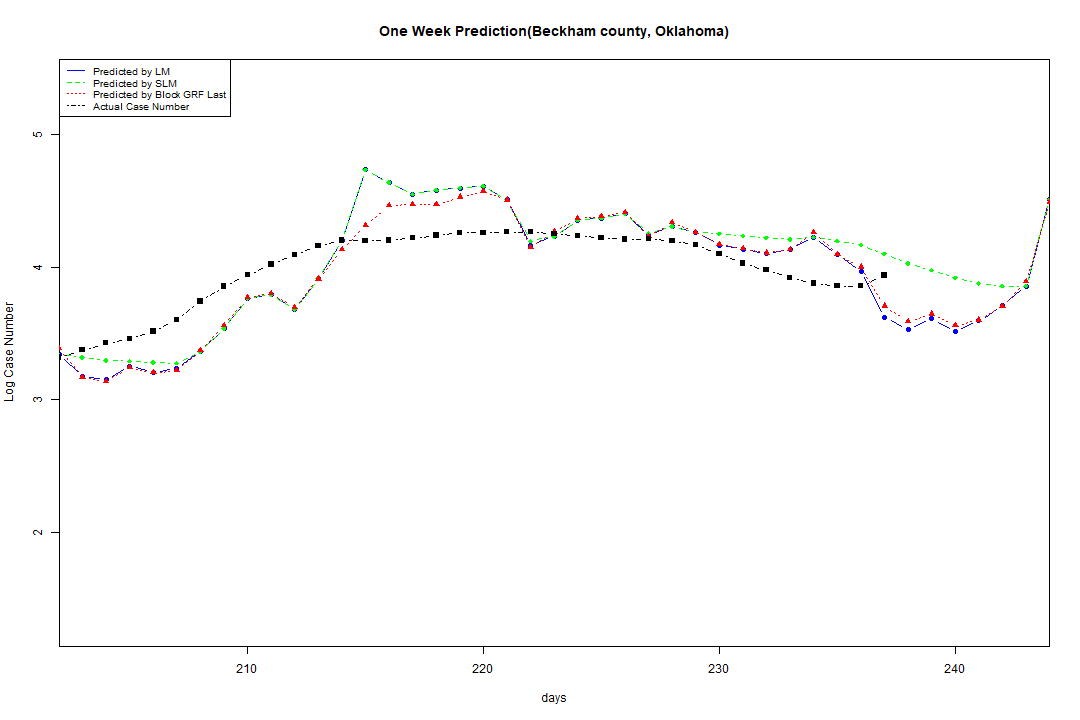 One Week Prediction(Beckham county, Oklahoma)
Predicted by LM
Predicted by SLM
Predicted by Block GRF Last
Actual Case Number
5
4
3
2
Log Case Number
210 220 230 240
days